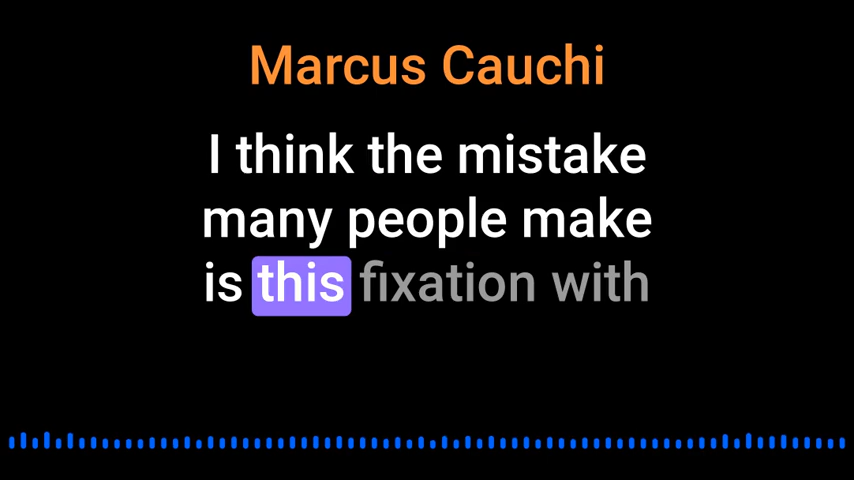 Marcus Cauchi
I think the mistake
many people make
is this fixation with